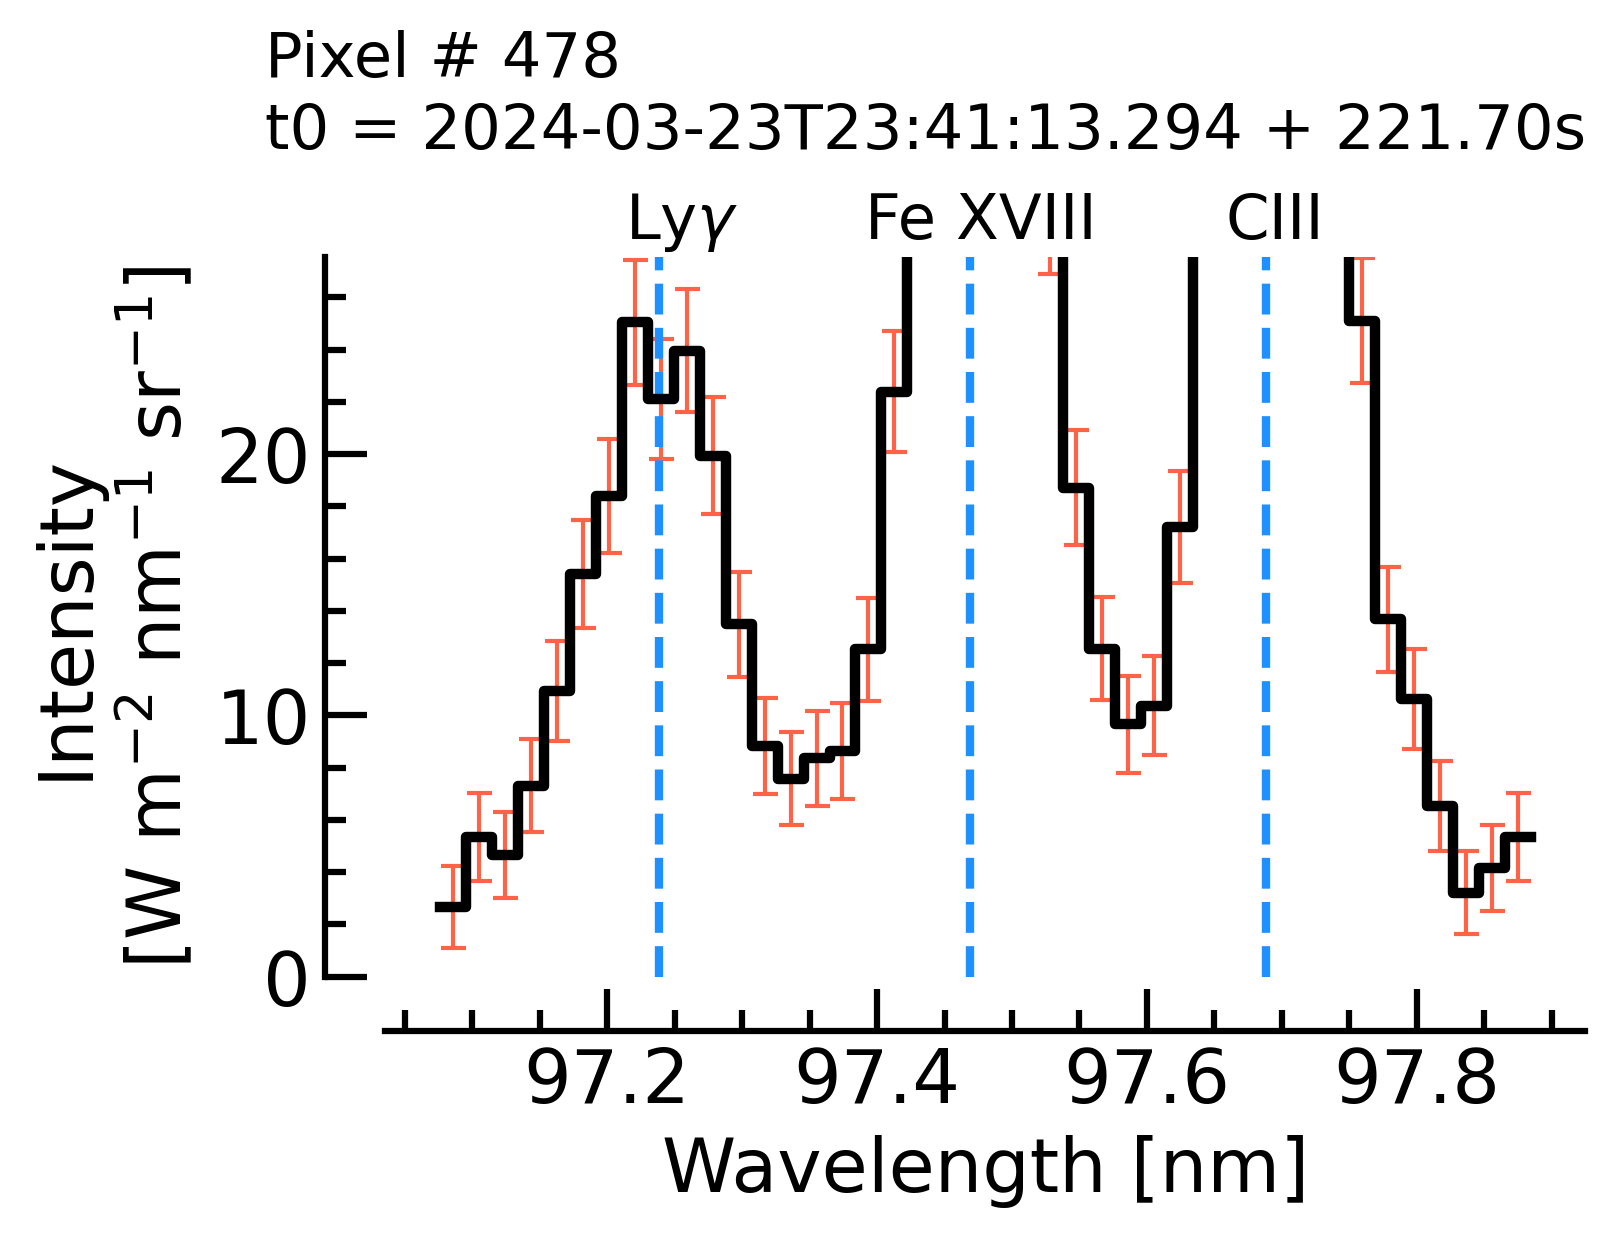 Pixel # 478
t0 = 2024-03-23T23:41:13.294 + 221.70s
Lyγ Fe XVIII CIII
Intensity
[W m⁻² nm⁻¹ sr⁻¹]
20
10
0
97.2 97.4 97.6 97.8
Wavelength [nm]